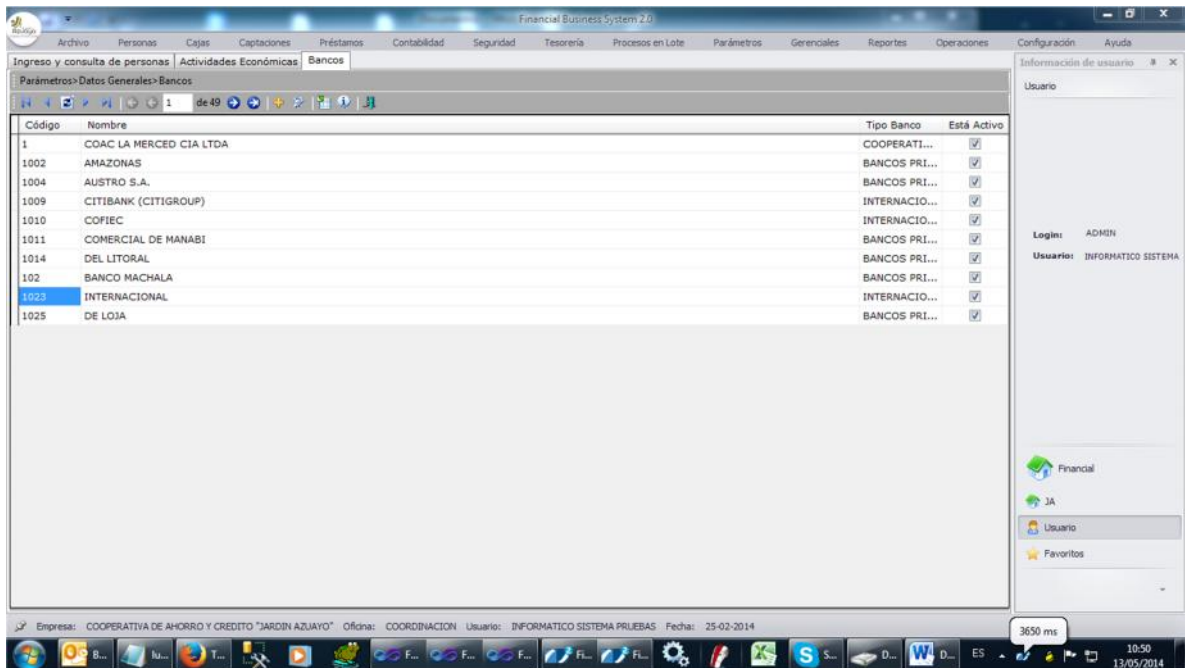 Financial Business System 2.0
Archivo Personas Cajas Captaciones Préstamos Contabilidad Seguridad Tesorería Procesos en Lote Parámetros Gerenciales Reportes Operaciones Configuración Ayuda
Ingreso y consulta de personas Actividades Económicas Bancos
Información de usuario
Parámetros>Datos Generales>Bancos
Usuario
1 de 49
Código Nombre Tipo Banco Está Activo
1 COAC LA MERCED CIA LTDA COOPERATI...
1002 AMAZONAS BANCOS PRI...
1004 AUSTRO S.A. BANCOS PRI...
1009 CITIBANK (CITIGROUP) INTERNACIO...
1010 COFIEC INTERNACIO...
1011 COMERCIAL DE MANABI BANCOS PRI...
1014 DEL LITORAL BANCOS PRI...
102 BANCO MACHALA BANCOS PRI...
1023 INTERNACIONAL INTERNACIO...
1025 DE LOJA BANCOS PRI...
Login: ADMIN
Usuario: INFORMATICO SISTEMA
Financial
JA
Usuario
Favoritos
Empresa: COOPERATIVA DE AHORRO Y CREDITO "JARDIN AZUAYO" Oficina: COORDINACION Usuario: INFORMATICO SISTEMA PRUEBAS Fecha: 25-02-2014
3650 ms
B... lu... T... F... F... F... Fi... Fi... S... D... D... ES 10:50
13/05/2014